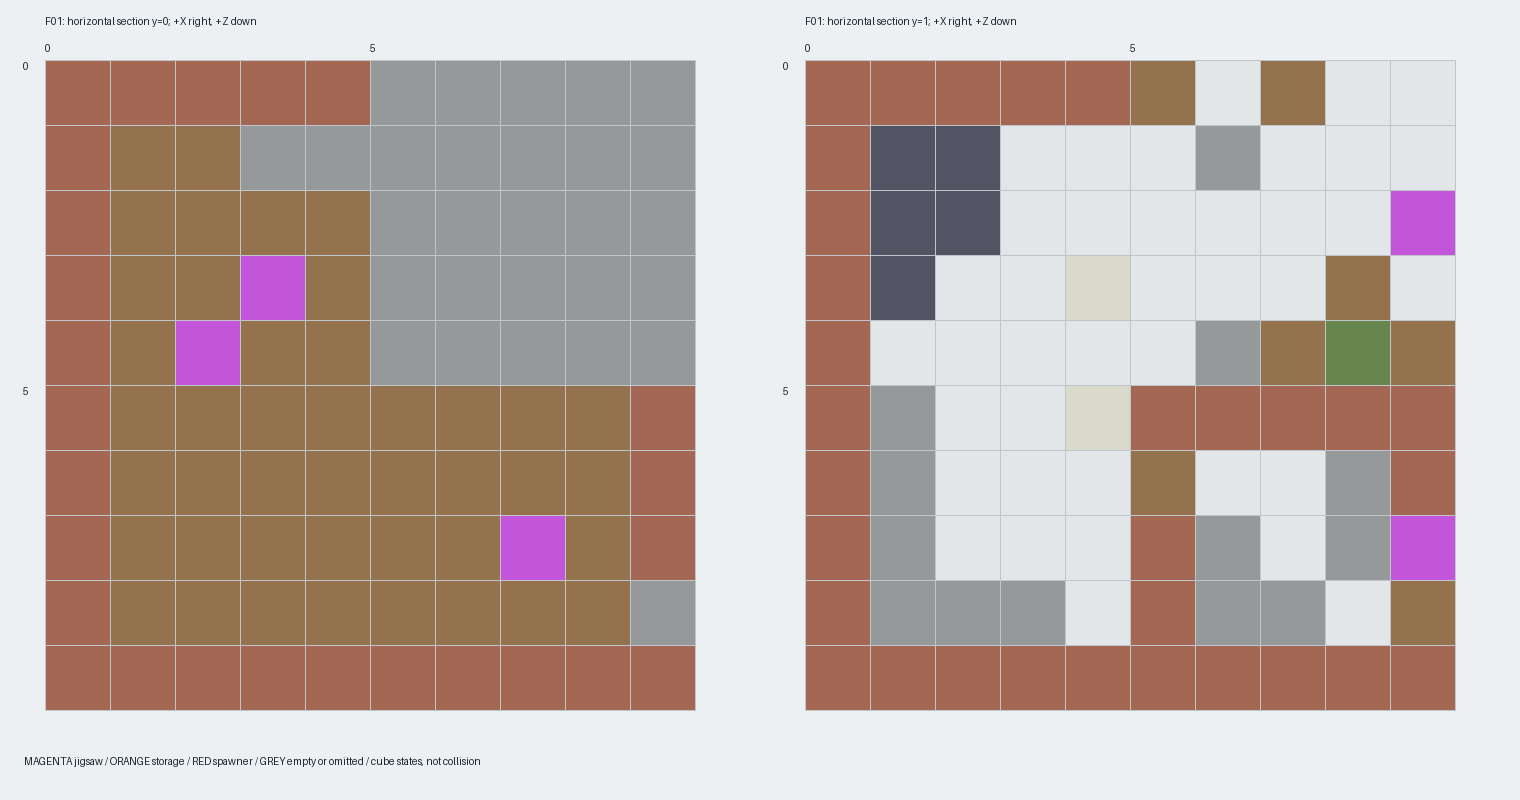 F01: horizontal section y=0; +X right, +Z down
F01: horizontal section y=1; +X right, +Z down
0 5
0 5
0
5
0
5
MAGENTA jigsaw / ORANGE storage / RED spawner / GREY empty or omitted / cube states, not collision